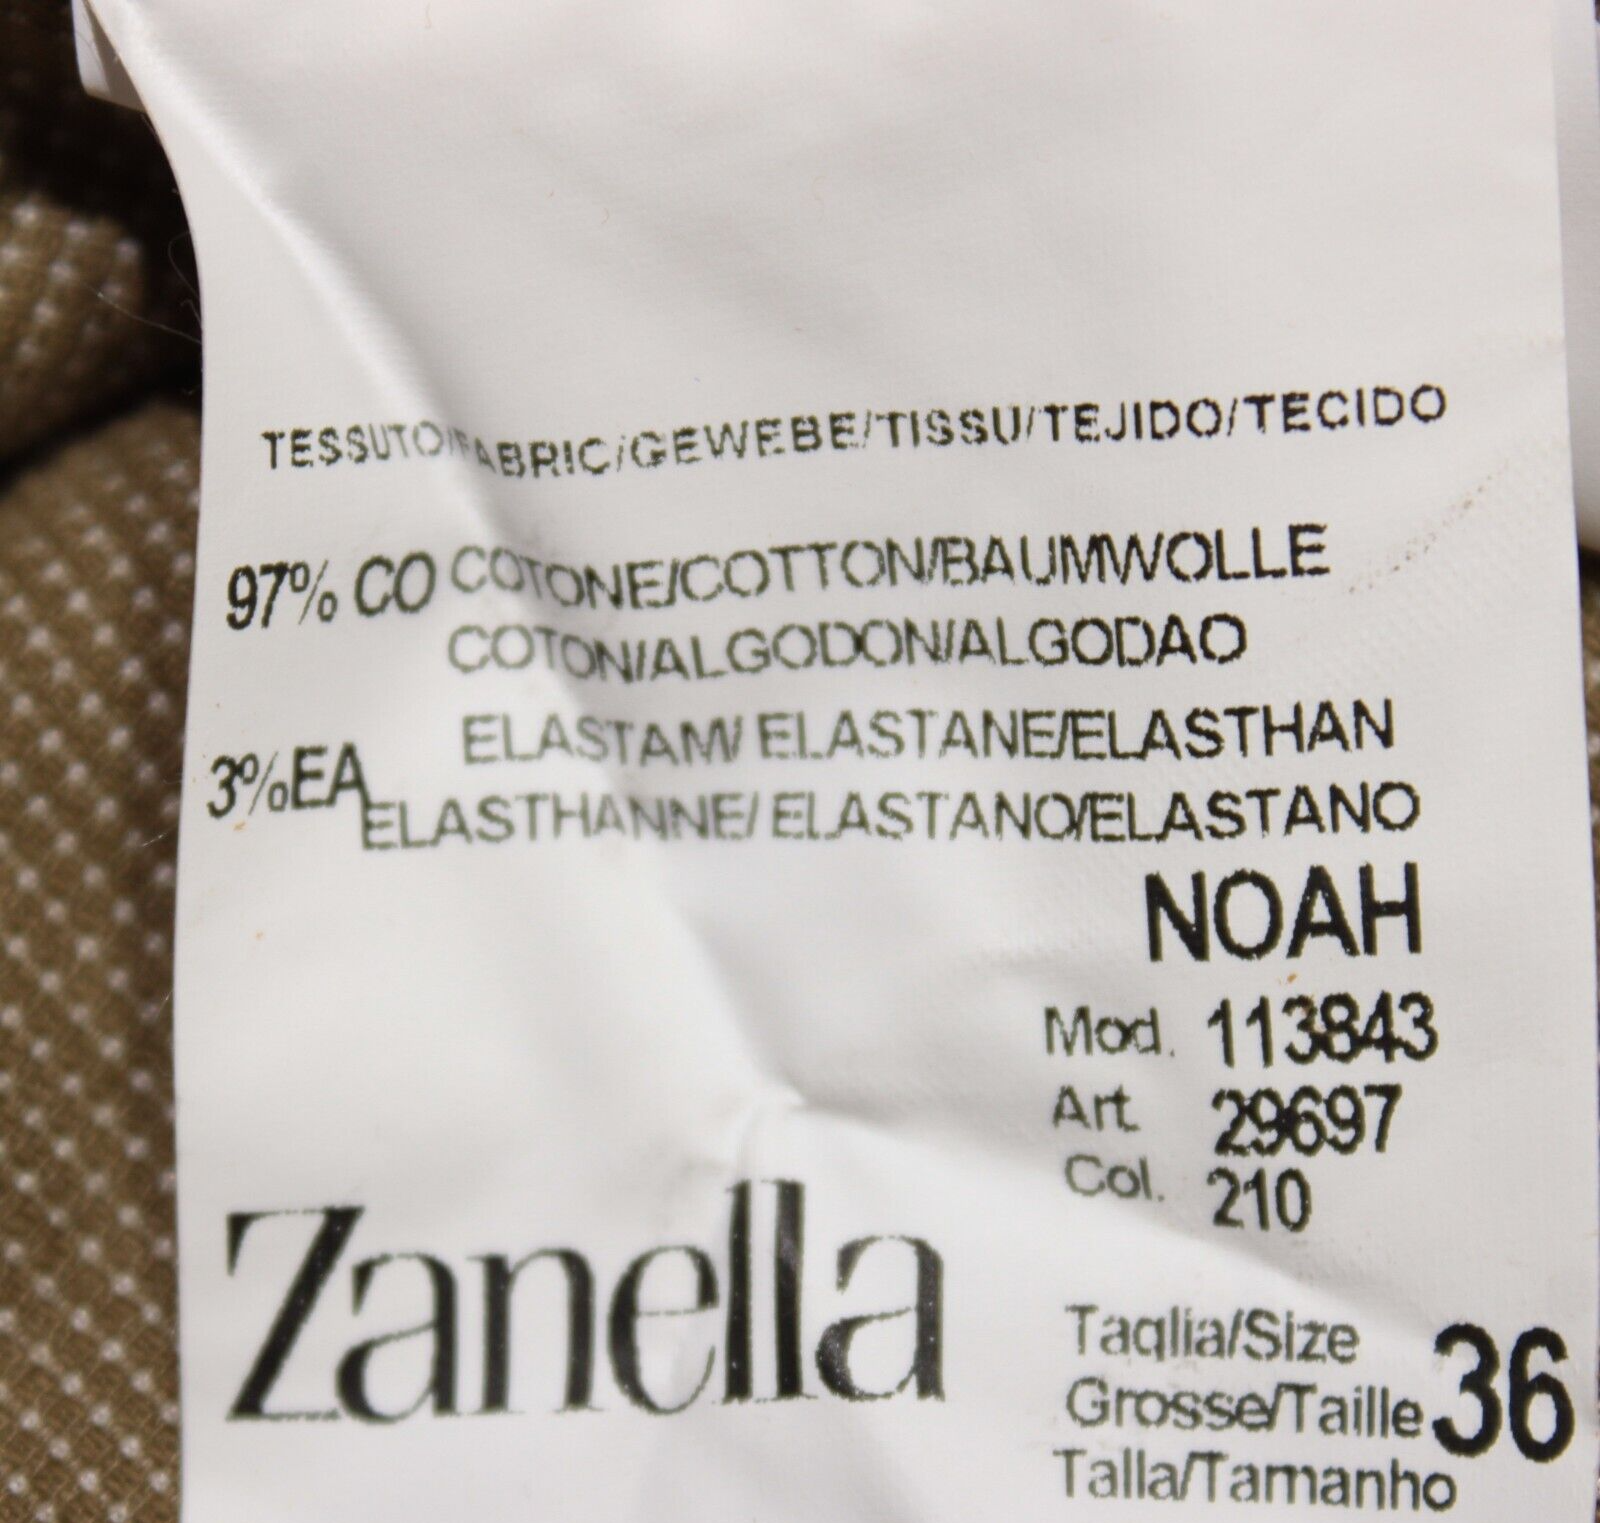 TESSUTO/FABRIC/GEWEBE/TISSU/TEJIDO/TECIDO
97% CO COTONE/COTTON/BAUMWOLLE
COTON/ALGODON/ALGODAO
3%EA ELASTAM/ ELASTANE/ELASTHAN
ELASTHANNE/ ELASTANO/ELASTANO
NOAH
Mod. 113843
Art. 29697
Col. 210
Zanella
Taglia/Size
Grosse/Taille 36
Talla/Tamanho